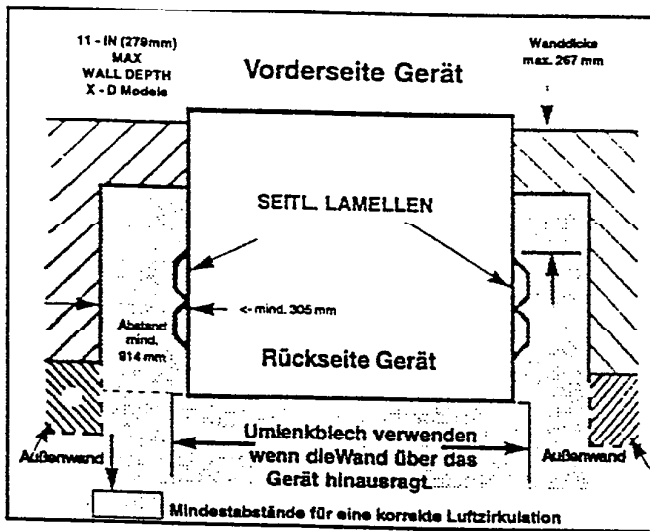 11 - IN (279mm)
MAX
WALL DEPTH
X - D Models
Vorderseite Gerät
Wanddicke
max. 267 mm
SEITL. LAMELLEN
<- mind. 305 mm
Abstand
mind.
914 mm
Rückseite Gerät
Umlenkblech verwenden
wenn dieWand über das
Gerät hinausragt.
Außenwand
Außenwand
Mindestabstände für eine korrekte Luftzirkulation